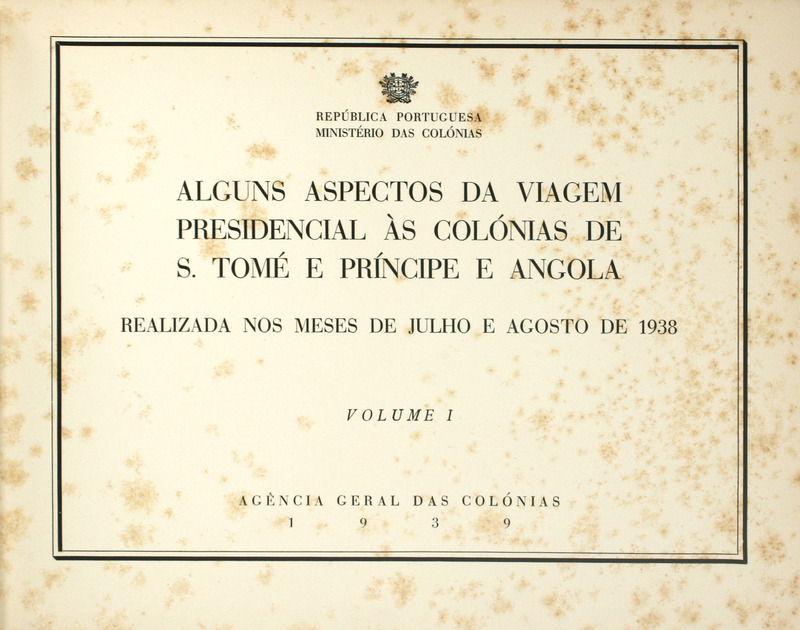 REPÚBLICA PORTUGUESA
MINISTÉRIO DAS COLÓNIAS
ALGUNS ASPECTOS DA VIAGEM
PRESIDENCIAL ÀS COLÓNIAS DE
S. TOMÉ E PRÍNCIPE E ANGOLA
REALIZADA NOS MESES DE JULHO E AGOSTO DE 1938
VOLUME I
AGÊNCIA GERAL DAS COLÓNIAS
1 9 3 9